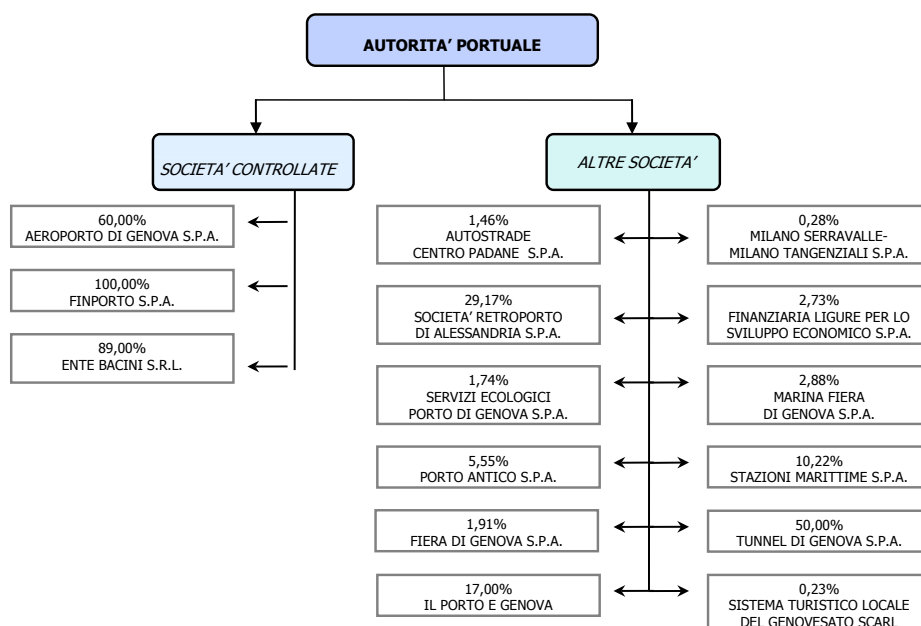 AUTORITA’ PORTUALE
SOCIETA’ CONTROLLATE
60,00%
AEROPORTO DI GENOVA S.P.A.
100,00%
FINPORTO S.P.A.
89,00%
ENTE BACINI S.R.L.
ALTRE SOCIETA’
1,46%
AUTOSTRADE
CENTRO PADANE S.P.A.
0,28%
MILANO SERRAVALLE-
MILANO TANGENZIALI S.P.A.
29,17%
SOCIETA’ RETROPORTO
DI ALESSANDRIA S.P.A.
2,73%
FINANZIARIA LIGURE PER LO
SVILUPPO ECONOMICO S.P.A.
1,74%
SERVIZI ECOLOGICI
PORTO DI GENOVA S.P.A.
2,88%
MARINA FIERA
DI GENOVA S.P.A.
5,55%
PORTO ANTICO S.P.A.
10,22%
STAZIONI MARITTIME S.P.A.
1,91%
FIERA DI GENOVA S.P.A.
50,00%
TUNNEL DI GENOVA S.P.A.
17,00%
IL PORTO E GENOVA
0,23%
SISTEMA TURISTICO LOCALE
DEL GENOVESATO SCARL